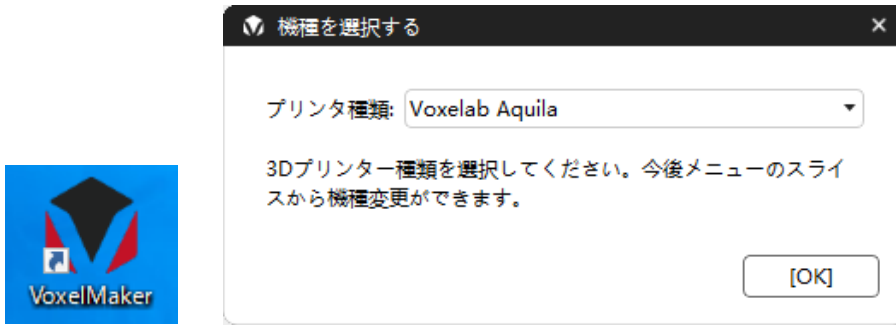 機種を選択する
プリンタ種類: Voxelab Aquila
3Dプリンター種類を選択してください。今後メニューのスライ
スから機種変更ができます。
[OK]
VoxelMaker